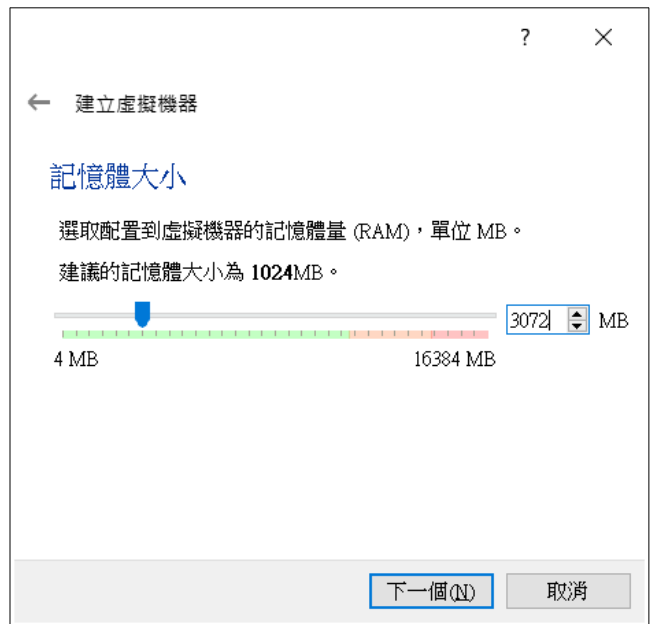 ?
← 建立虛擬機器
記憶體大小
選取配置到虛擬機器的記憶體量 (RAM)，單位 MB。
建議的記憶體大小為 1024MB。
3072 MB
4 MB 16384 MB
下一個(N) 取消